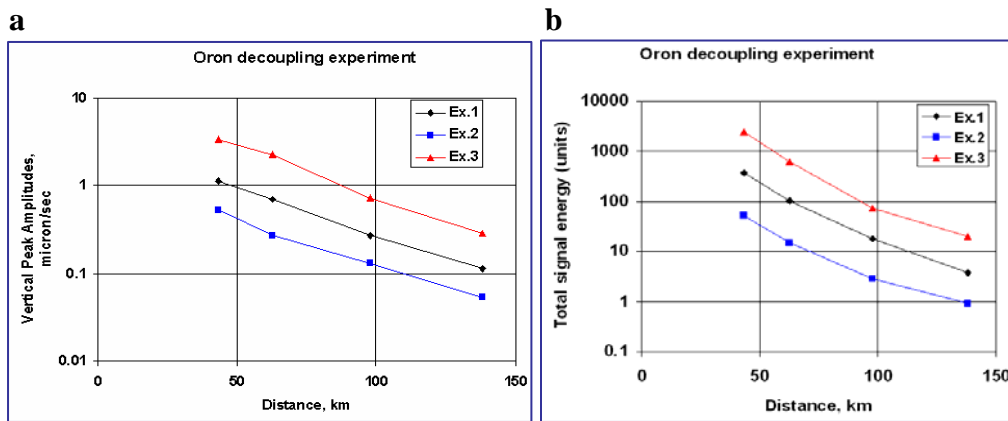 a
Oron decoupling experiment
Vertical Peak Amplitudes,
micron/sec
10
1
0.1
0.01
0
50
100
150
Distance, km
Ex.1
Ex.2
Ex.3
b
Oron decoupling experiment
Total signal energy (units)
10000
1000
100
10
1
0.1
0
50
100
150
Distance, km
Ex.1
Ex.2
Ex.3